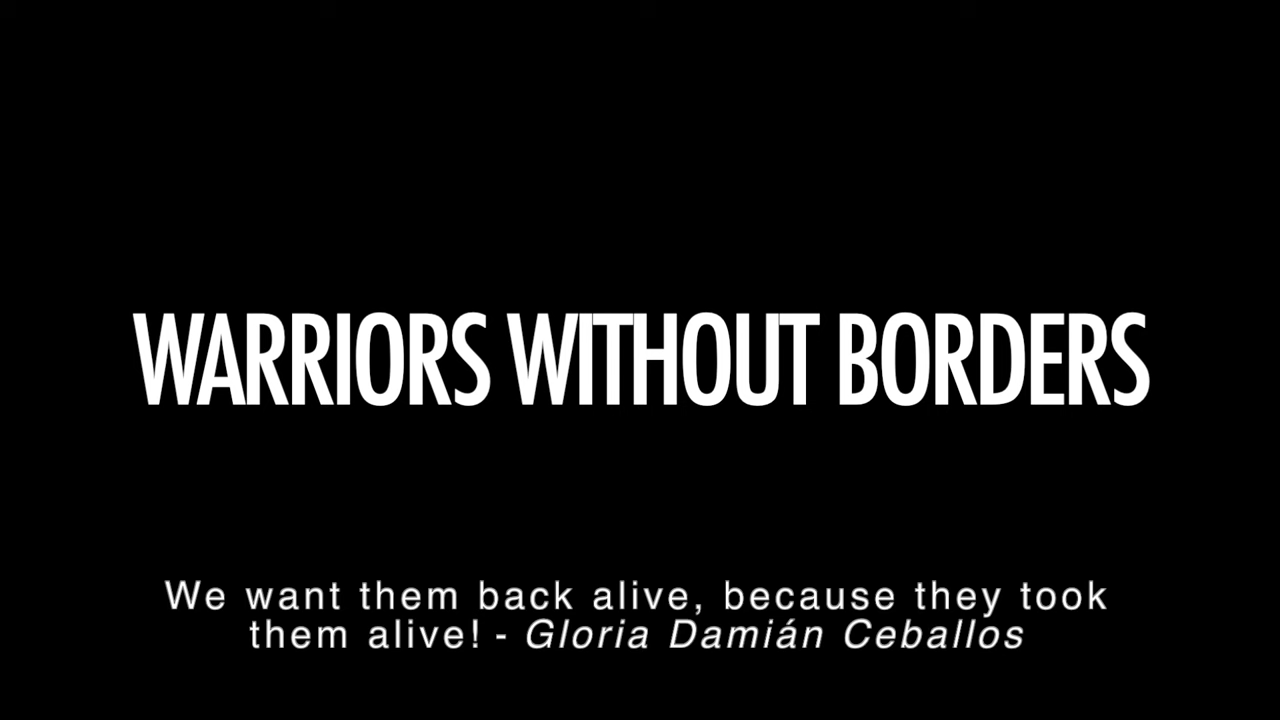 WARRIORS WITHOUT BORDERS
We want them back alive, because they took
them alive! - Gloria Damián Ceballos